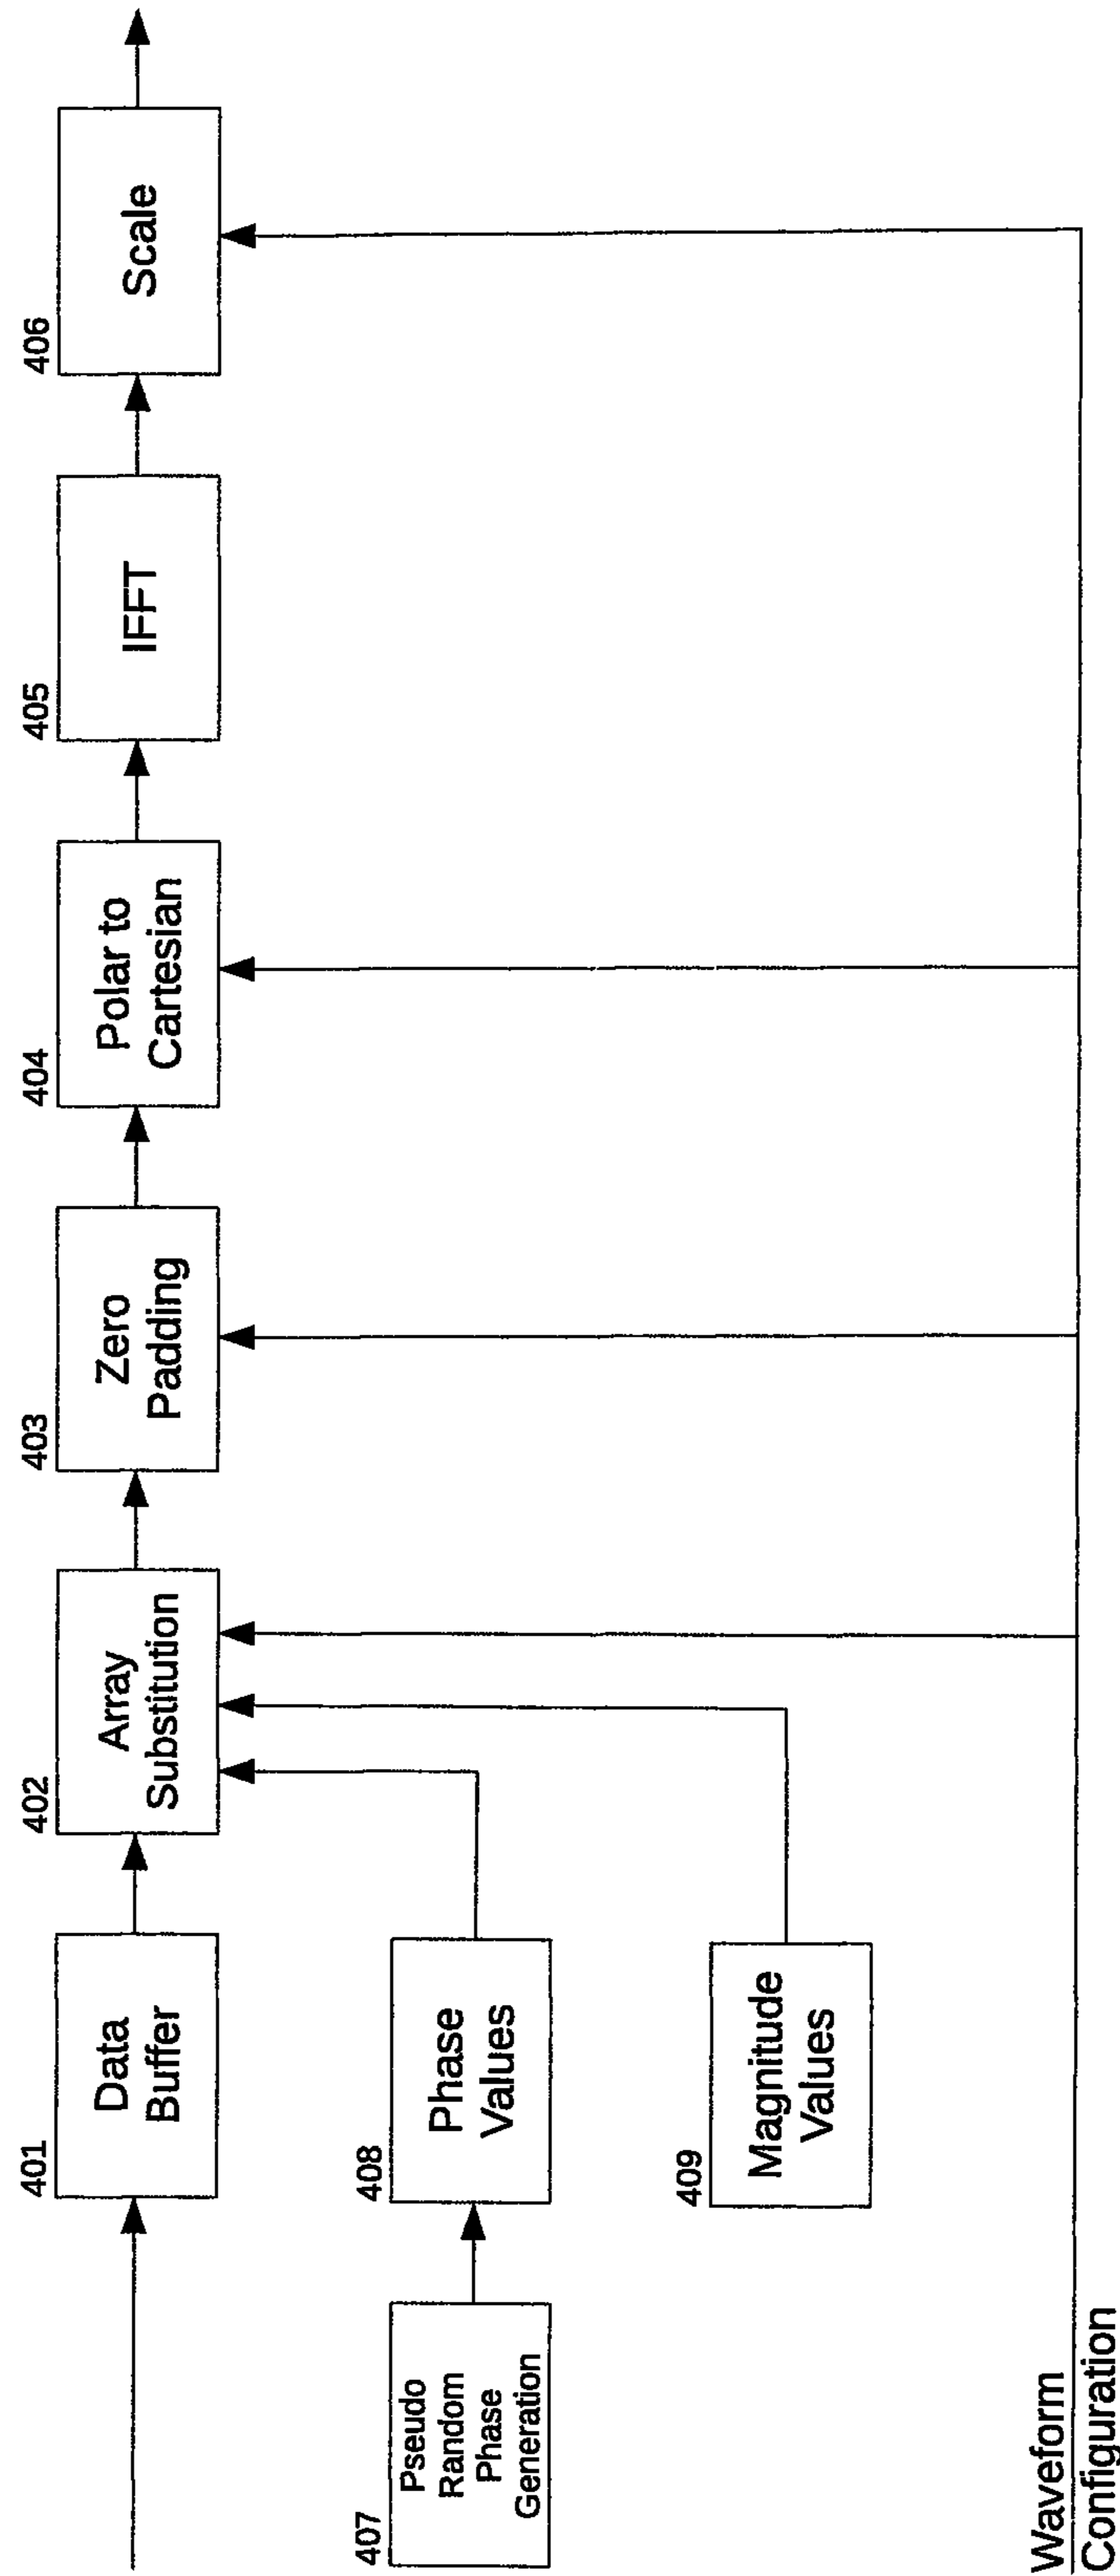 401
Data
Buffer
402
Array
Substitution
403
Zero
Padding
404
Polar to
Cartesian
405
IFFT
406
Scale
407
Pseudo
Random
Phase
Generation
408
Phase
Values
409
Magnitude
Values
Waveform
Configuration